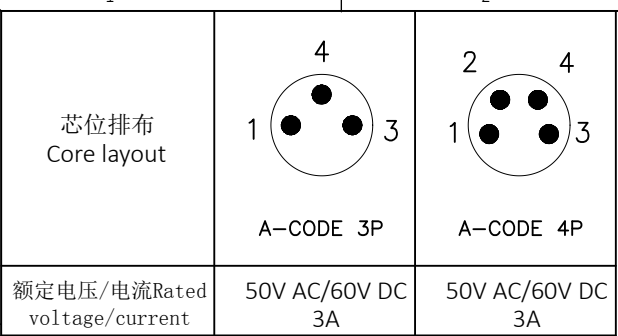 4
1
3
A-CODE 3P
2
4
1
3
A-CODE 4P
芯位排布
Core layout
额定电压/电流Rated
voltage/current
50V AC/60V DC
3A
50V AC/60V DC
3A